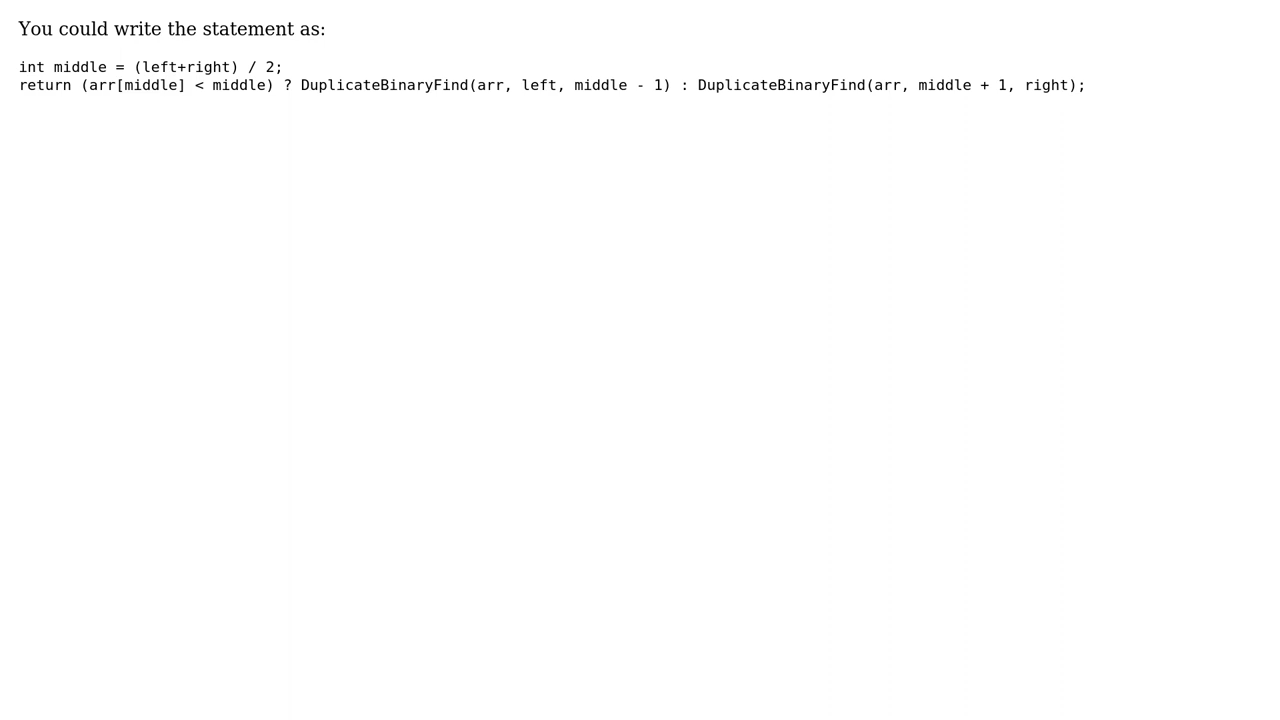 You could write the statement as:
int middle = (left+right) / 2;
return (arr[middle] < middle) ? DuplicateBinaryFind(arr, left, middle - 1) : DuplicateBinaryFind(arr, middle + 1, right);